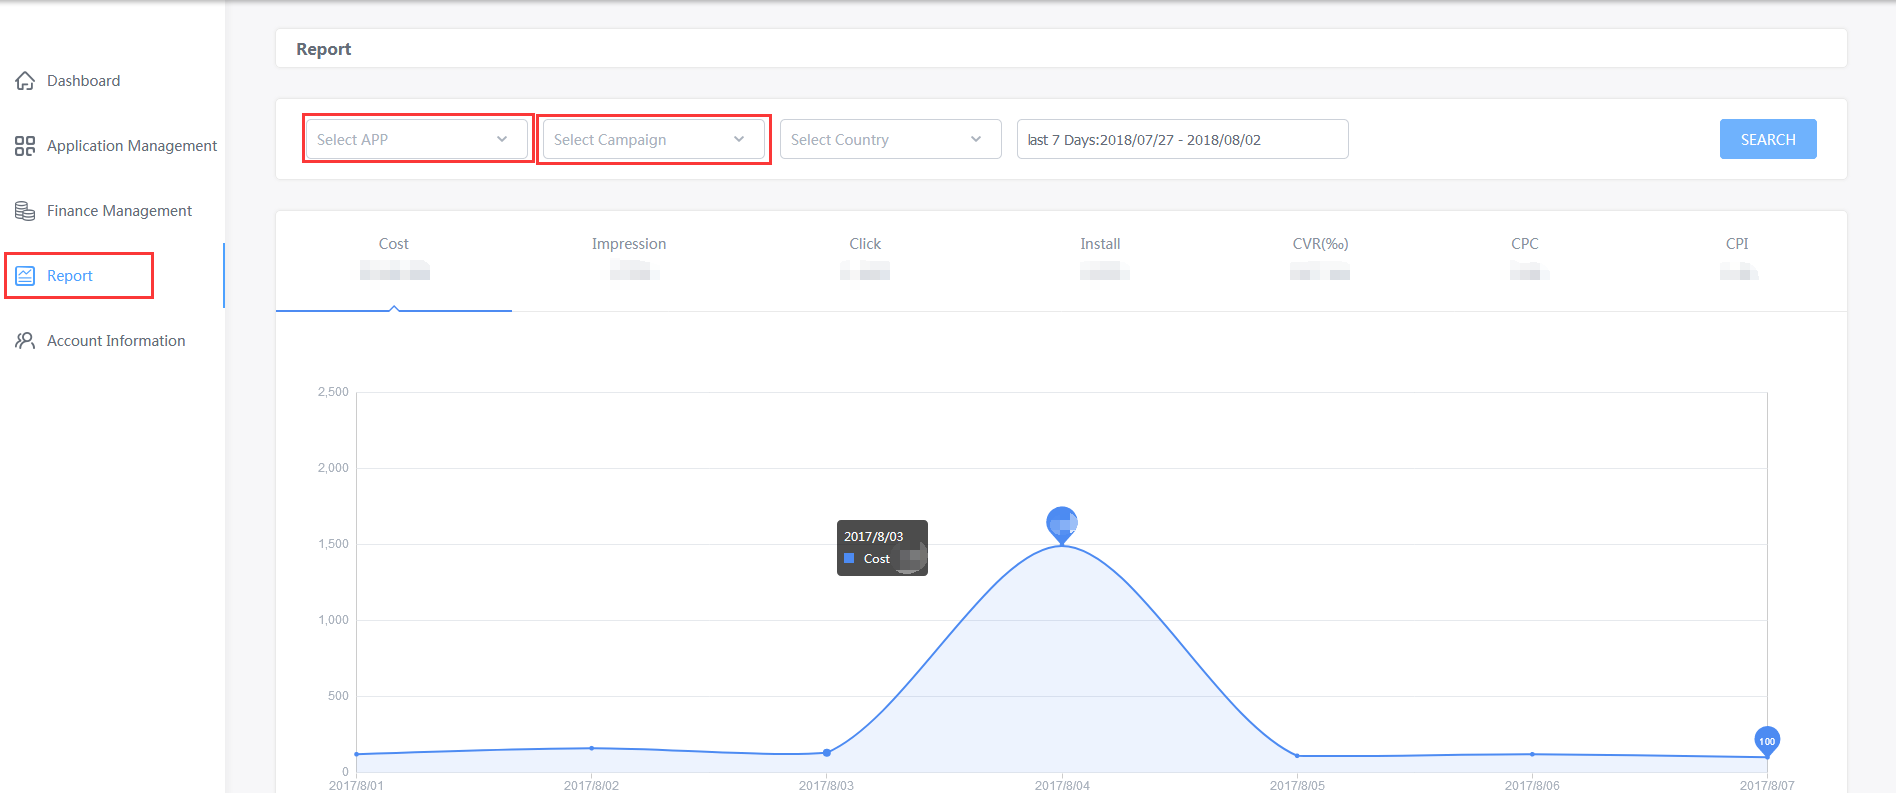 Dashboard
Application Management
Finance Management
Report
Account Information
Report
Select APP
Select Campaign
Select Country
last 7 Days:2018/07/27 - 2018/08/02
SEARCH
Cost
Impression
Click
Install
CVR(‰)
CPC
CPI
2,500
2,000
1,500
1,000
500
0
2017/8/03
Cost
100
2017/8/01
2017/8/02
2017/8/03
2017/8/04
2017/8/05
2017/8/06
2017/8/07